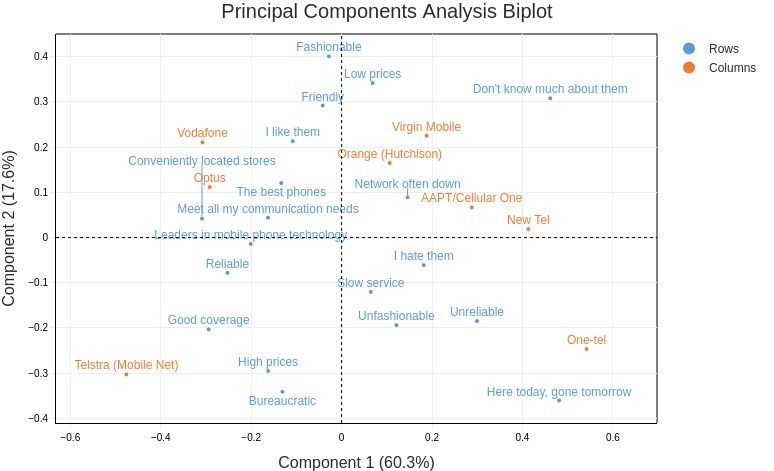 Principal Components Analysis Biplot
Rows
Columns
Component 2 (17.6%)
0.4
0.3
0.2
0.1
0
−0.1
−0.2
−0.3
−0.4
Fashionable
Low prices
Don't know much about them
Friendly
Virgin Mobile
Vodafone
I like them
Orange (Hutchison)
Conveniently located stores
Optus
Network often down
The best phones
AAPT/Cellular One
Meet all my communication needs
New Tel
Leaders in mobile phone technology
I hate them
Reliable
Slow service
Good coverage
Unfashionable
Unreliable
One-tel
Telstra (Mobile Net)
High prices
Here today, gone tomorrow
Bureaucratic
−0.6
−0.4
−0.2
0
0.2
0.4
0.6
Component 1 (60.3%)